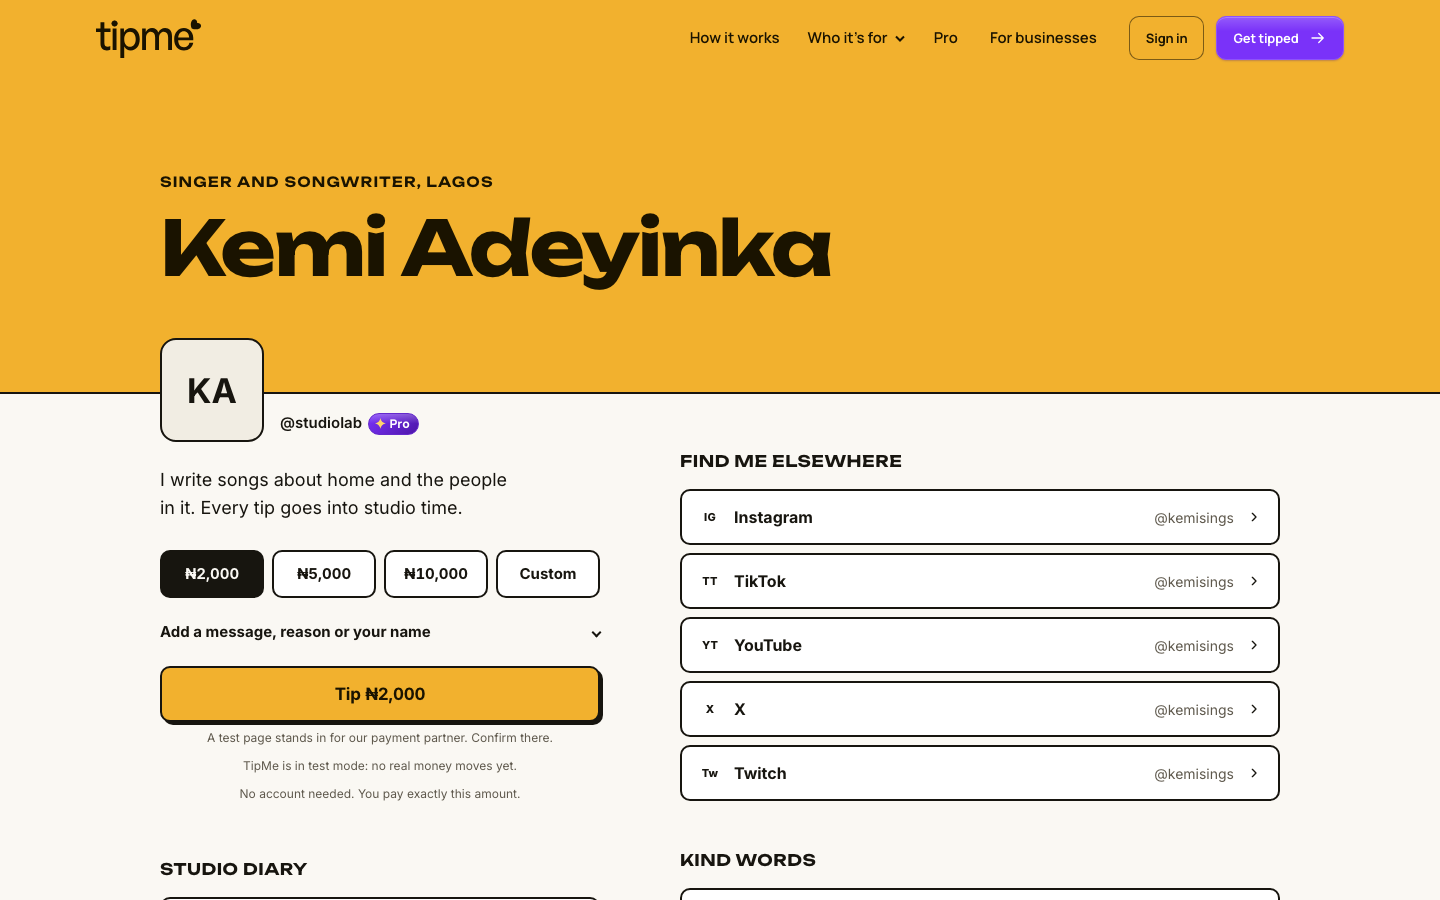 tipme
How it works
Who it's for
Pro
For businesses
Sign in
Get tipped
SINGER AND SONGWRITER, LAGOS
Kemi Adeyinka
KA
@studiolab
Pro
I write songs about home and the people
in it. Every tip goes into studio time.
₦2,000
₦5,000
₦10,000
Custom
Add a message, reason or your name
Tip ₦2,000
A test page stands in for our payment partner. Confirm there.
TipMe is in test mode: no real money moves yet.
No account needed. You pay exactly this amount.
STUDIO DIARY
FIND ME ELSEWHERE
IG Instagram @kemisings
TT TikTok @kemisings
YT YouTube @kemisings
X X @kemisings
Tw Twitch @kemisings
KIND WORDS